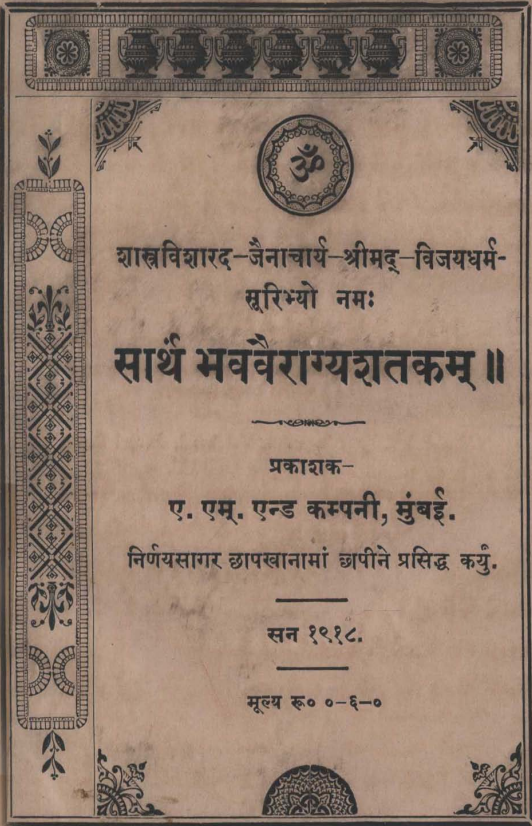 ॐ
शास्त्रविशारद-जैनाचार्य-श्रीमद्-विजयधर्म-
सूरिभ्यो नमः
सार्थ भववैराग्यशतकम् ॥
प्रकाशक-
ए. एम्. एन्ड कम्पनी, मुंबई.
निर्णयसागर छापखानामां छापीने प्रसिद्ध कर्युं.
सन १९१८.
मूल्य रू० ०-६-०